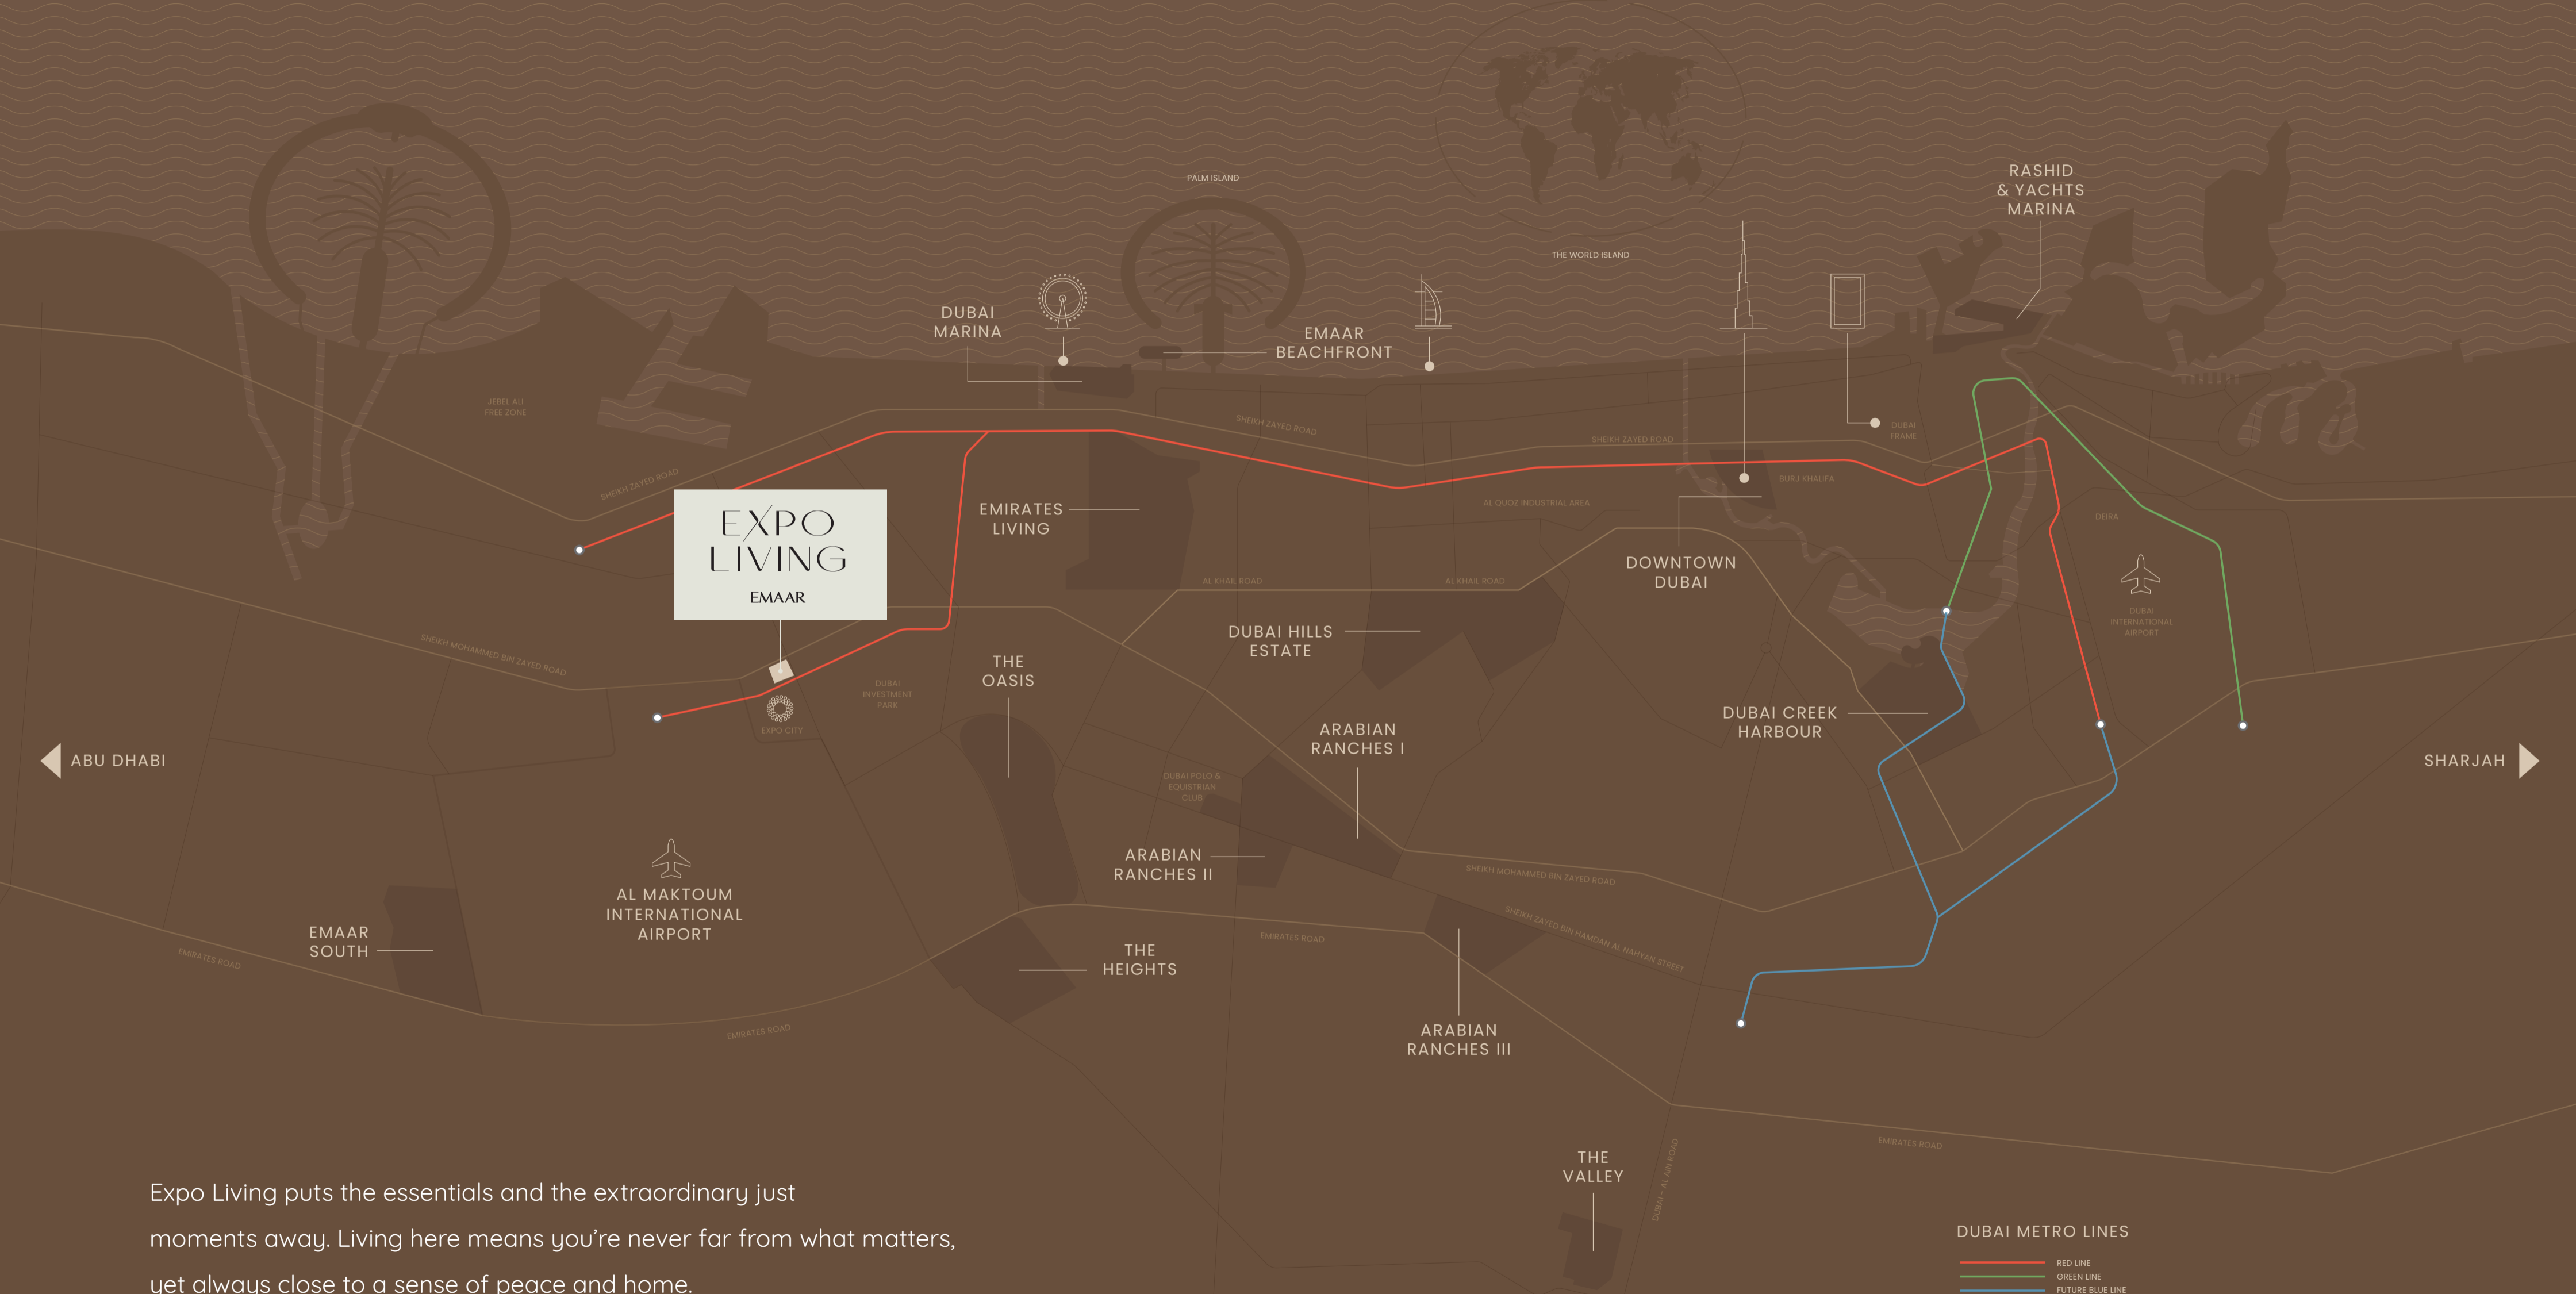 PALM ISLAND
THE WORLD ISLAND
RASHID
& YACHTS
MARINA
DUBAI
MARINA
EMAAR
BEACHFRONT
JEBEL ALI
FREE ZONE
SHEIKH ZAYED ROAD
SHEIKH ZAYED ROAD
SHEIKH ZAYED ROAD
DUBAI
FRAME
BURJ KHALIFA
AL QUOZ INDUSTRIAL AREA
DEIRA
EXPO
LIVING
EMAAR
EMIRATES
LIVING
DOWNTOWN
DUBAI
AL KHAIL ROAD
AL KHAIL ROAD
DUBAI
INTERNATIONAL
AIRPORT
DUBAI HILLS
ESTATE
SHEIKH MOHAMMED BIN ZAYED ROAD
THE
OASIS
DUBAI
INVESTMENT
PARK
EXPO CITY
DUBAI CREEK
HARBOUR
ARABIAN
RANCHES I
ABU DHABI
SHARJAH
DUBAI POLO &
EQUESTRIAN
CLUB
ARABIAN
RANCHES II
SHEIKH MOHAMMED BIN ZAYED ROAD
AL MAKTOUM
INTERNATIONAL
AIRPORT
EMAAR
SOUTH
EMIRATES ROAD
EMIRATES ROAD
SHEIKH ZAYED BIN HAMDAN AL NAHYAN STREET
THE
HEIGHTS
EMIRATES ROAD
ARABIAN
RANCHES III
EMIRATES ROAD
THE
VALLEY
DUBAI - AL AIN ROAD
Expo Living puts the essentials and the extraordinary just
moments away. Living here means you’re never far from what matters,
yet always close to a sense of peace and home.
DUBAI METRO LINES
RED LINE
GREEN LINE
FUTURE BLUE LINE